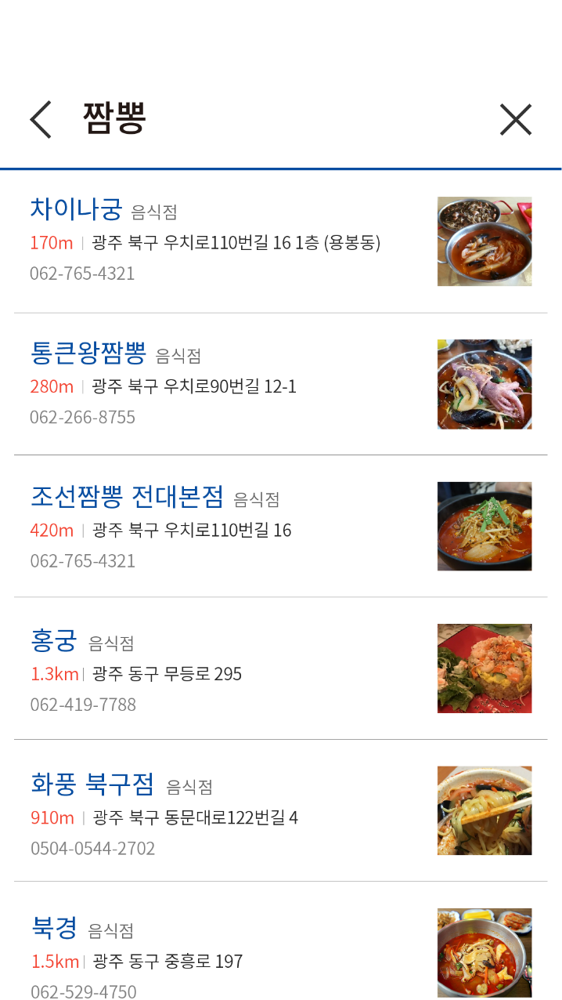 짬뽕
차이나궁 음식점
170m | 광주 북구 우치로110번길 16 1층 (용봉동)
062-765-4321
통큰왕짬뽕 음식점
280m | 광주 북구 우치로90번길 12-1
062-266-8755
조선짬뽕 전대본점 음식점
420m | 광주 북구 우치로110번길 16
062-765-4321
홍궁 음식점
1.3km | 광주 동구 무등로 295
062-419-7788
화풍 북구점 음식점
910m | 광주 북구 동문대로122번길 4
0504-0544-2702
북경 음식점
1.5km | 광주 동구 중흥로 197
062-529-4750